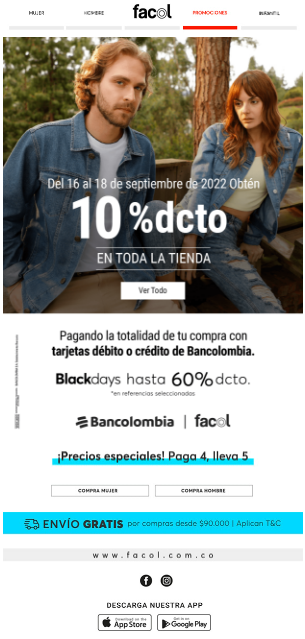 MUJER
HOMBRE
facol
PROMOCIONES
INFANTIL
Del 16 al 18 de septiembre de 2022 Obtén
10 %dcto
EN TODA LA TIENDA
Ver Todo
Pagando la totalidad de tu compra con
tarjetas débito o crédito de Bancolombia.
Blackdays hasta 60% dcto.
*en referencias seleccionadas
Bancolombia | facol
¡Precios especiales! Paga 4, lleva 5
COMPRA MUJER
COMPRA HOMBRE
ENVÍO GRATIS por compras desde $90.000 | Aplican T&C
www.facol.com.co
DESCARGA NUESTRA APP
Download on the
App Store
Get it on
Google Play